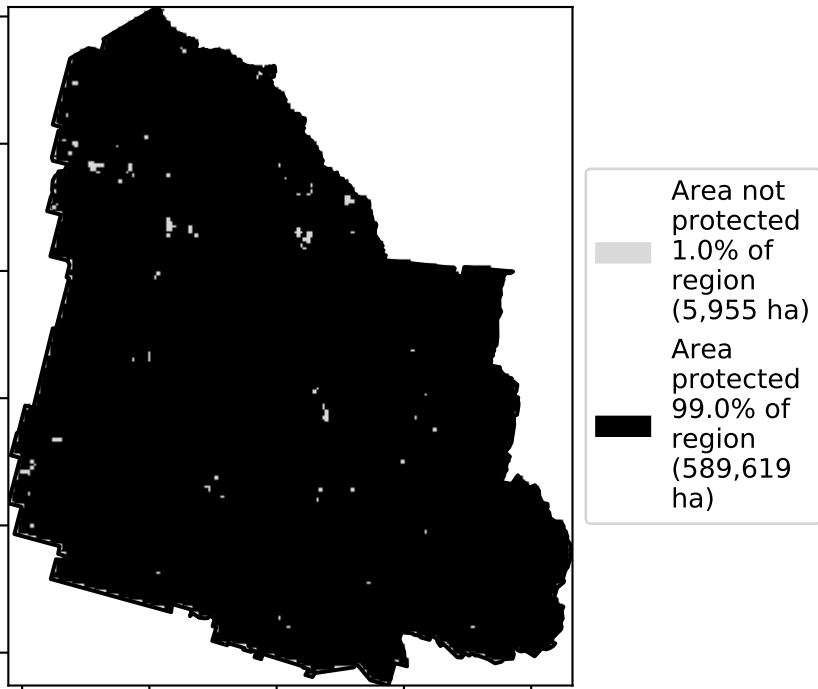 Area not
protected
1.0% of
region
(5,955 ha)
Area
protected
99.0% of
region
(589,619
ha)